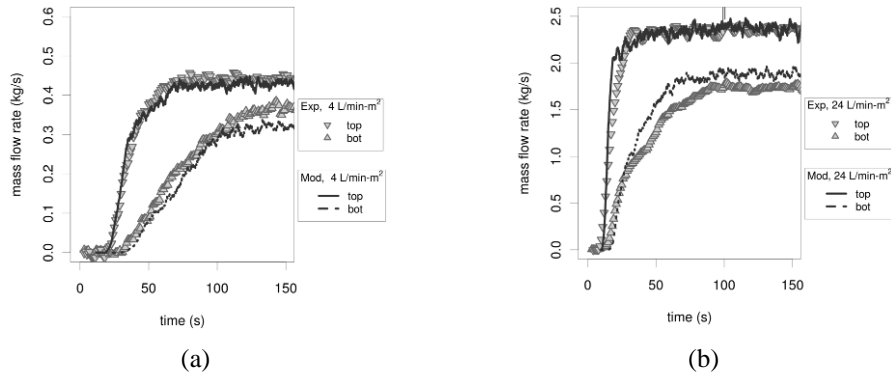 0.0 0.1 0.2 0.3 0.4 0.5 0.6
mass flow rate (kg/s)
0 50 100 150
time (s)
Exp, 4 L/min-m²
top
bot
Mod, 4 L/min-m²
top
bot
(a)
0.0 0.5 1.0 1.5 2.0 2.5
mass flow rate (kg/s)
0 50 100 150
time (s)
Exp, 24 L/min-m²
top
bot
Mod, 24 L/min-m²
top
bot
(b)